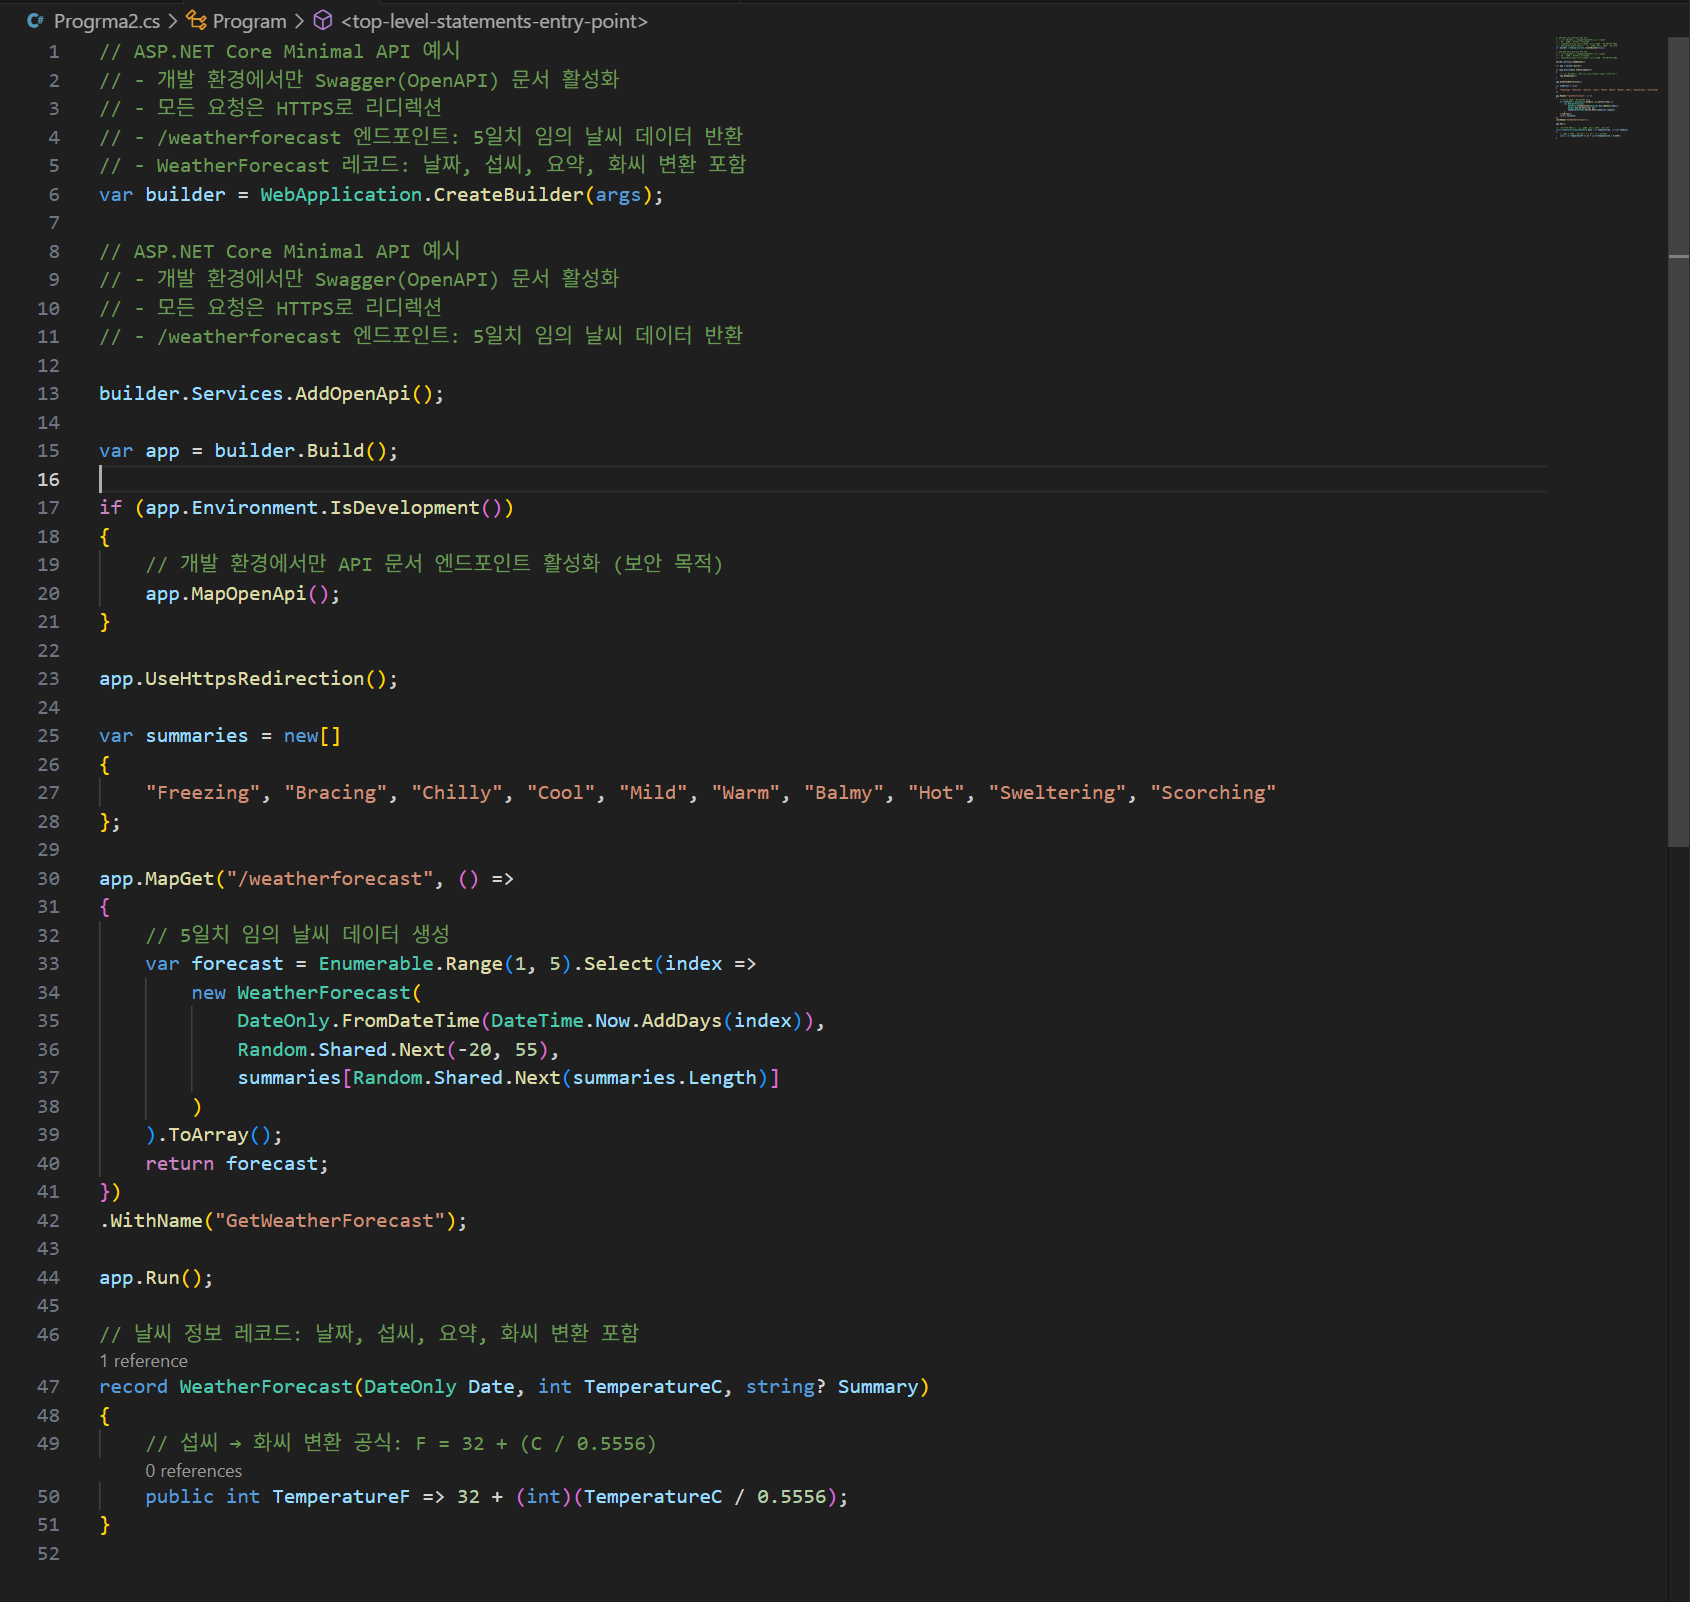 Progrma2.cs > Program > <top-level-statements-entry-point>
1 // ASP.NET Core Minimal API 예시
2 // - 개발 환경에서만 Swagger(OpenAPI) 문서 활성화
3 // - 모든 요청은 HTTPS로 리디렉션
4 // - /weatherforecast 엔드포인트: 5일치 임의 날씨 데이터 반환
5 // - WeatherForecast 레코드: 날짜, 섭씨, 요약, 화씨 변환 포함
6 var builder = WebApplication.CreateBuilder(args);
7
8 // ASP.NET Core Minimal API 예시
9 // - 개발 환경에서만 Swagger(OpenAPI) 문서 활성화
10 // - 모든 요청은 HTTPS로 리디렉션
11 // - /weatherforecast 엔드포인트: 5일치 임의 날씨 데이터 반환
12
13 builder.Services.AddOpenApi();
14
15 var app = builder.Build();
16
17 if (app.Environment.IsDevelopment())
18 {
19     // 개발 환경에서만 API 문서 엔드포인트 활성화 (보안 목적)
20     app.MapOpenApi();
21 }
22
23 app.UseHttpsRedirection();
24
25 var summaries = new[]
26 {
27     "Freezing", "Bracing", "Chilly", "Cool", "Mild", "Warm", "Balmy", "Hot", "Sweltering", "Scorching"
28 };
29
30 app.MapGet("/weatherforecast", () =>
31 {
32     // 5일치 임의 날씨 데이터 생성
33     var forecast = Enumerable.Range(1, 5).Select(index =>
34         new WeatherForecast(
35             DateOnly.FromDateTime(DateTime.Now.AddDays(index)),
36             Random.Shared.Next(-20, 55),
37             summaries[Random.Shared.Next(summaries.Length)]
38         )
39     ).ToArray();
40     return forecast;
41 })
42 .WithName("GetWeatherForecast");
43
44 app.Run();
45
46 // 날씨 정보 레코드: 날짜, 섭씨, 요약, 화씨 변환 포함
1 reference
47 record WeatherForecast(DateOnly Date, int TemperatureC, string? Summary)
48 {
49     // 섭씨 → 화씨 변환 공식: F = 32 + (C / 0.5556)
0 references
50     public int TemperatureF => 32 + (int)(TemperatureC / 0.5556);
51 }
52